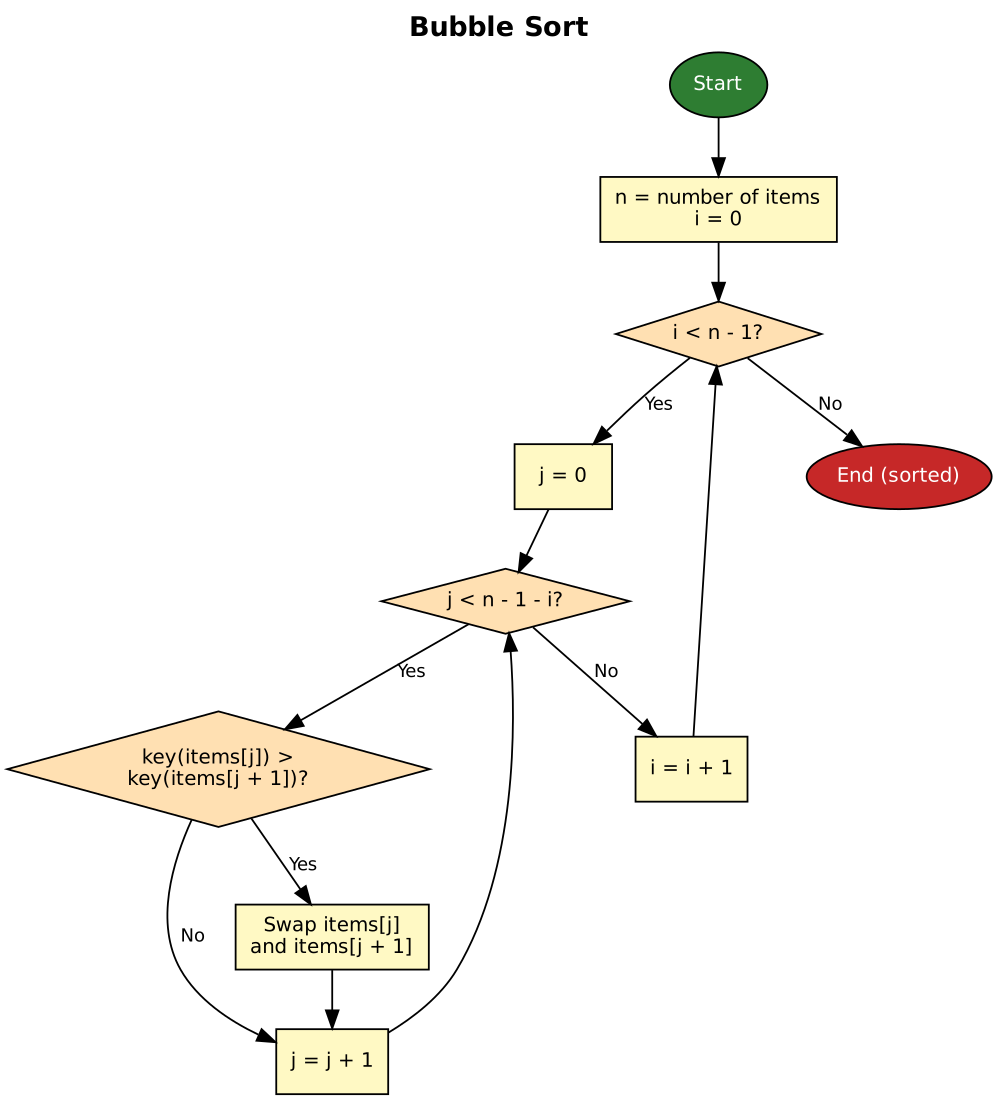 Bubble Sort
Start
n = number of items
i = 0
i < n - 1?
Yes
No
j = 0
End (sorted)
j < n - 1 - i?
Yes
No
key(items[j]) >
key(items[j + 1])?
i = i + 1
Yes
Swap items[j]
and items[j + 1]
No
j = j + 1